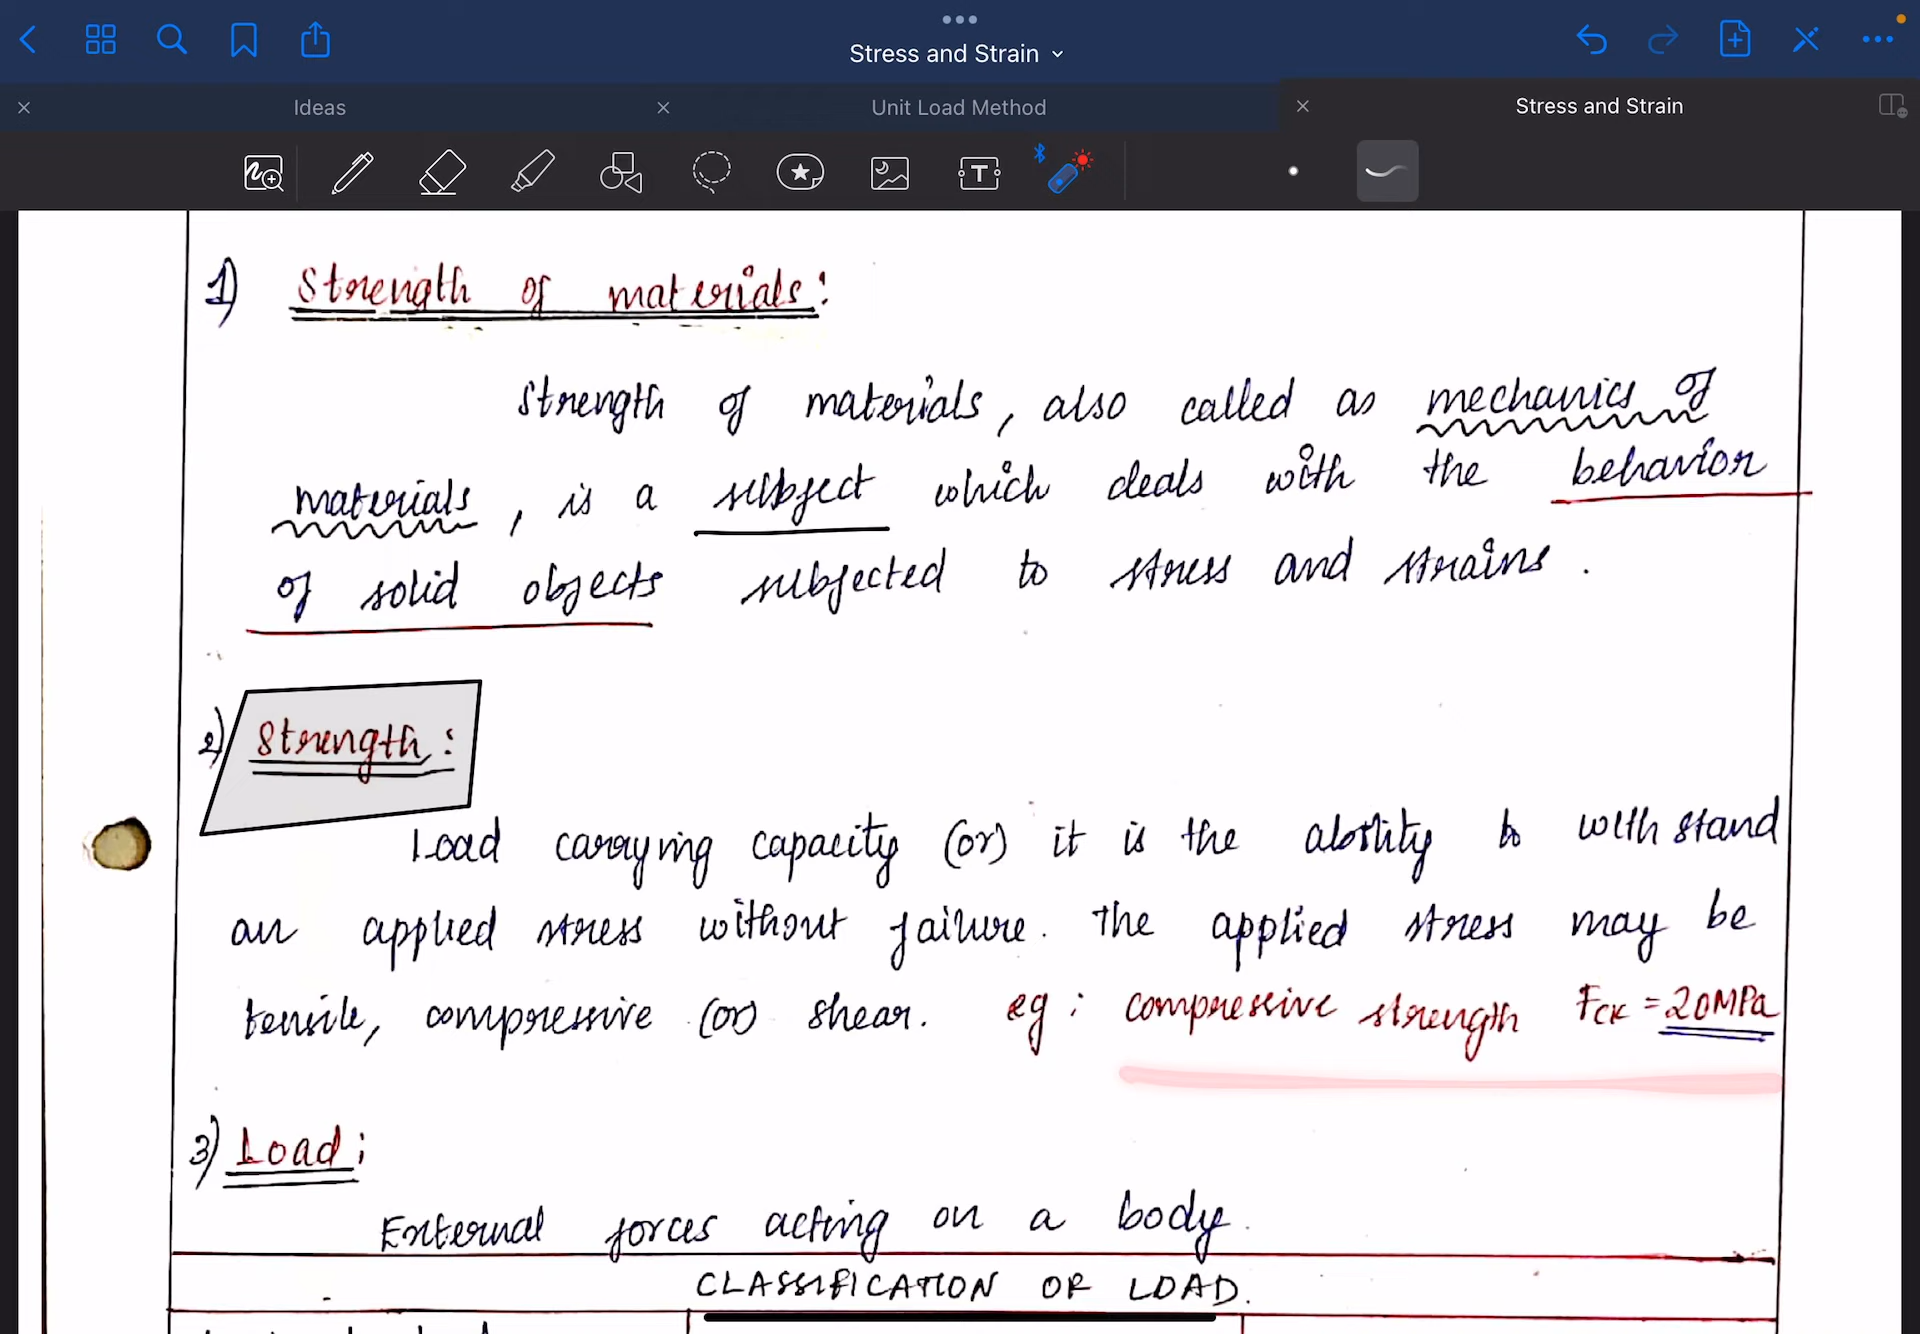 Stress and Strain
Ideas
Unit Load Method
Stress and Strain
1) Strength of materials:
Strength of materials, also called as mechanics of
materials, is a subject which deals with the behavior
of solid objects subjected to stress and strains.
2) Strength:
Load carrying capacity (or) it is the ability to with stand
an applied stress without failure. The applied stress may be
tensile, compressive (or) shear. eg: compressive strength FCK = 20MPa
3) Load:
External forces acting on a body.
CLASSIFICATION OF LOAD.